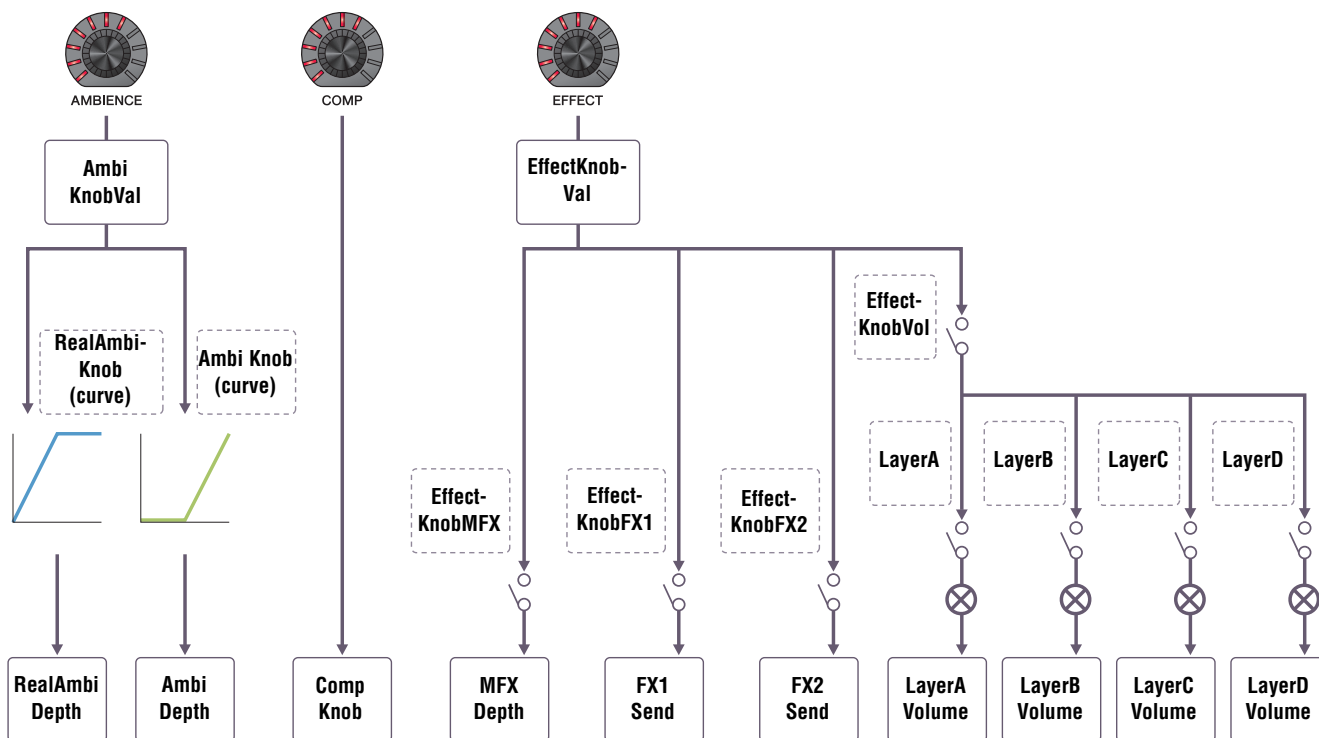 AMBIENCE
COMP
EFFECT
Ambi
KnobVal
EffectKnob-
Val
Effect-
KnobVol
RealAmbi-
Knob
(curve)
Ambi Knob
(curve)
LayerA
LayerB
LayerC
LayerD
Effect-
KnobMFX
Effect-
KnobFX1
Effect-
KnobFX2
RealAmbi
Depth
Ambi
Depth
Comp
Knob
MFX
Depth
FX1
Send
FX2
Send
LayerA
Volume
LayerB
Volume
LayerC
Volume
LayerD
Volume